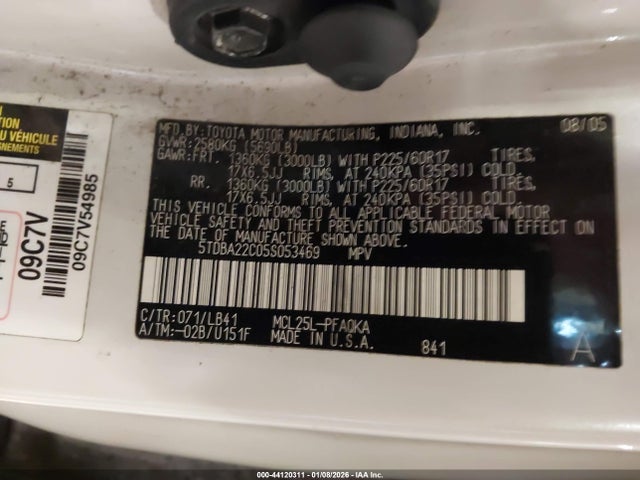 MFD. BY: TOYOTA MOTOR MANUFACTURING, INDIANA, INC. 08/05
GVWR: 2580KG (5690LB)
GAWR: FRT. 1360KG (3000LB) WITH P225/60R17 TIRES,
17X6.5JJ RIMS, AT 240KPA (35PSI) COLD.
RR. 1360KG (3000LB) WITH P225/60R17 TIRES,
17X6.5JJ RIMS, AT 240KPA (35PSI) COLD.
THIS VEHICLE CONFORMS TO ALL APPLICABLE FEDERAL MOTOR
VEHICLE SAFETY AND THEFT PREVENTION STANDARDS IN EFFECT ON
THE DATE OF MANUFACTURE SHOWN ABOVE.
5TDBA22C05S053469 MPV
C/TR: 071/LB41 MCL25L-PFA0KA
A/TM: -02B/U151F MADE IN U.S.A. 841 A
DU VÉHICULE
5
09C7V
09C7V54985
000-44120311 - 01/08/2026 - IAA Inc.